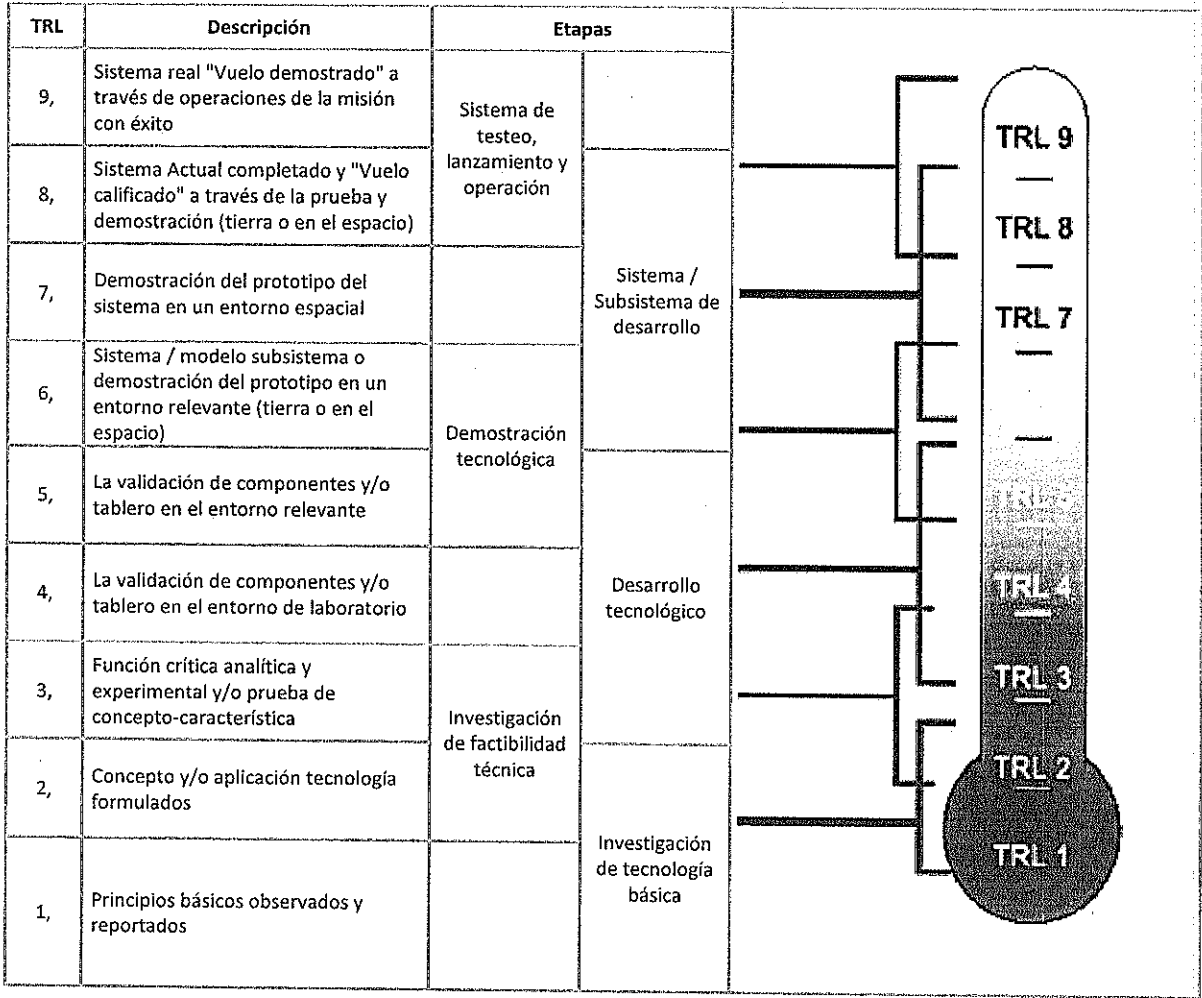 TRL Descripción Etapas
9,
Sistema real "Vuelo demostrado" a
través de operaciones de la misión
con éxito
Sistema de
testeo,
lanzamiento y
operación
8,
Sistema Actual completado y "Vuelo
calificado" a través de la prueba y
demostración (tierra o en el espacio)
7,
Demostración del prototipo del
sistema en un entorno espacial
Sistema /
Subsistema de
desarrollo
6,
Sistema / modelo subsistema o
demostración del prototipo en un
entorno relevante (tierra o en el
espacio)
Demostración
tecnológica
5,
La validación de componentes y/o
tablero en el entorno relevante
4,
La validación de componentes y/o
tablero en el entorno de laboratorio
Desarrollo
tecnológico
3,
Función crítica analítica y
experimental y/o prueba de
concepto-característica
Investigación
de factibilidad
técnica
2,
Concepto y/o aplicación tecnología
formulados
1,
Principios básicos observados y
reportados
Investigación
de tecnología
básica
TRL 9
TRL 8
TRL 7
TRL 5
TRL 4
TRL 3
TRL 2
TRL 1